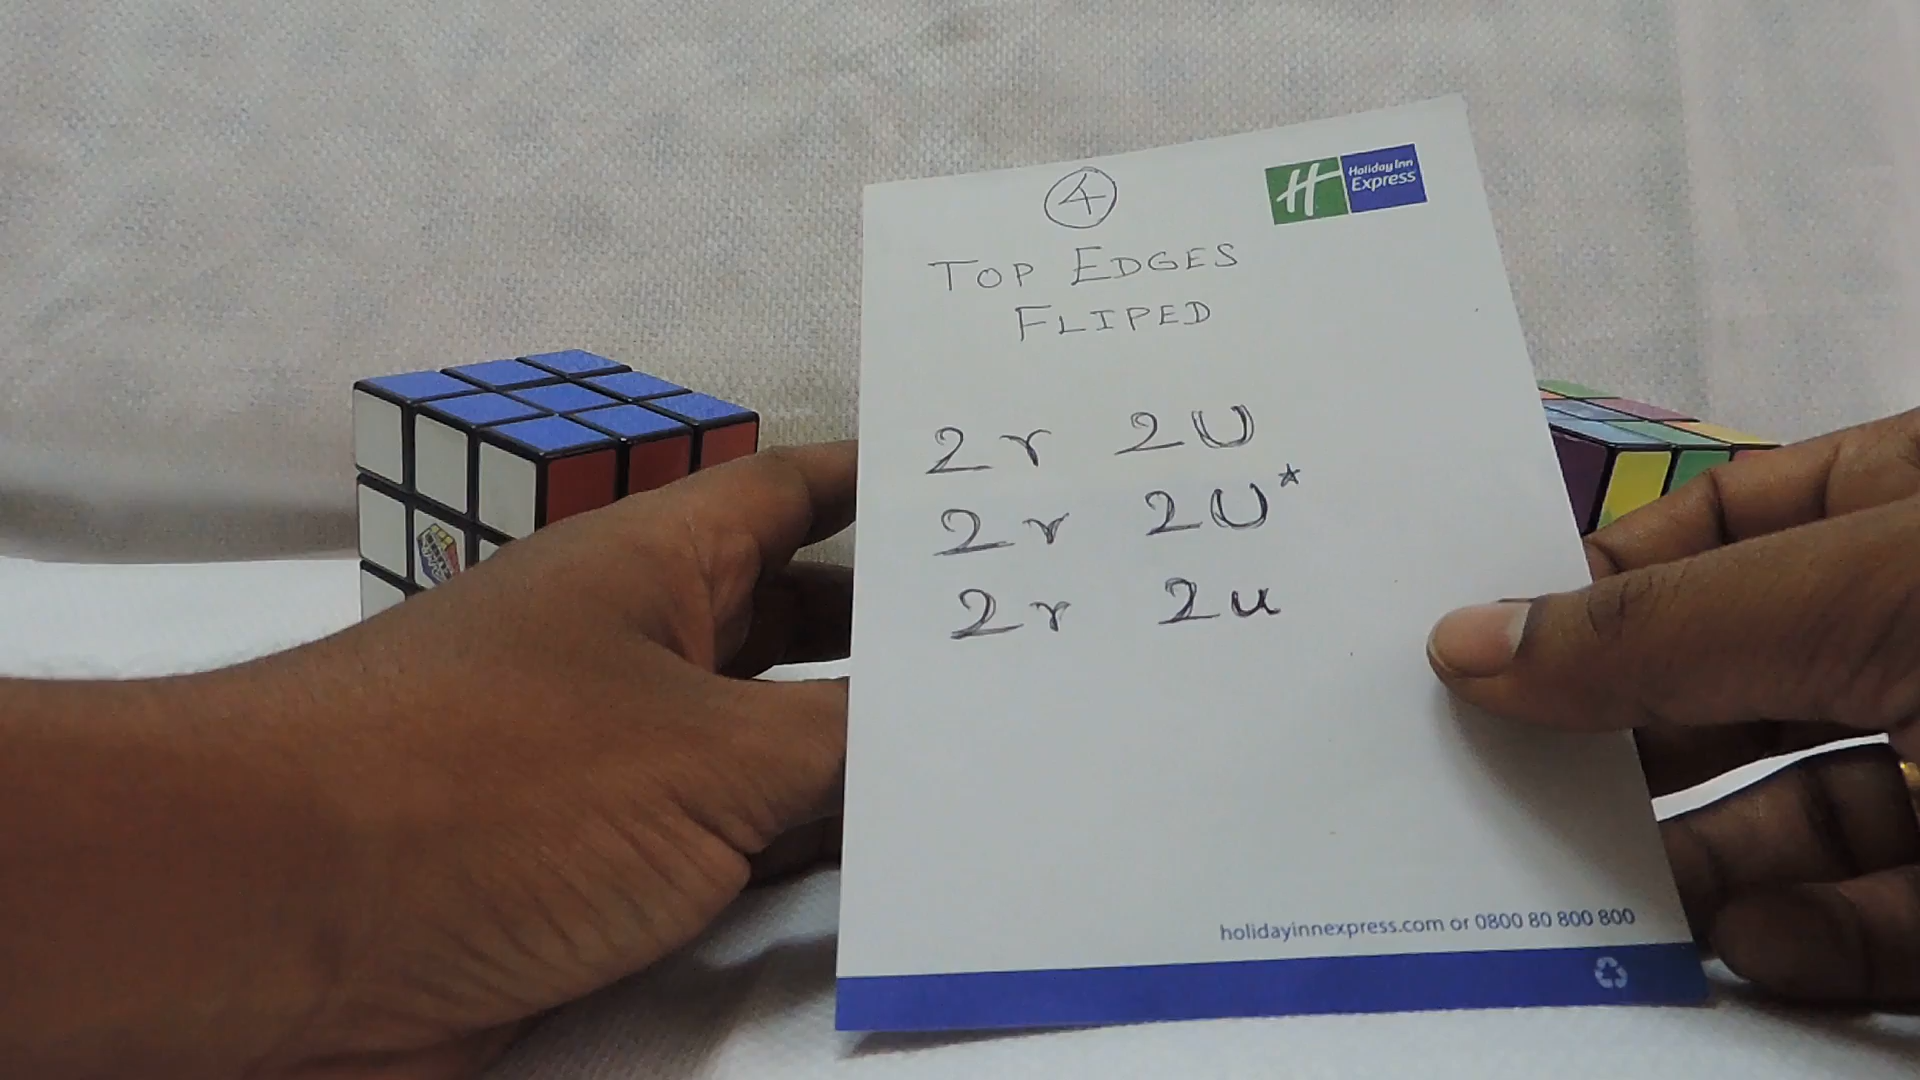 4
Holiday Inn
Express
TOP EDGES
FLIPED
2r 2U
2r 2U*
2r 2u
holidayinnexpress.com or 0800 80 800 800